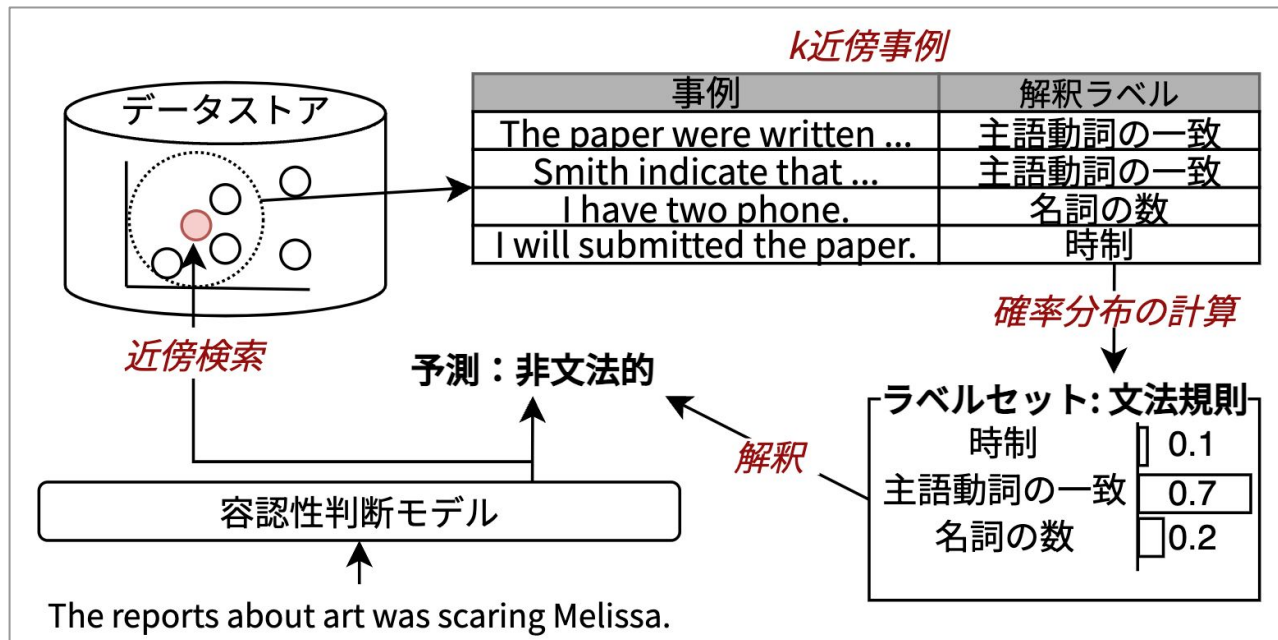 k近傍事例
データストア
事例 解釈ラベル
The paper were written ... 主語動詞の一致
Smith indicate that ... 主語動詞の一致
I have two phone. 名詞の数
I will submitted the paper. 時制
近傍検索
確率分布の計算
予測：非文法的
ラベルセット: 文法規則
時制 0.1
主語動詞の一致 0.7
名詞の数 0.2
解釈
容認性判断モデル
The reports about art was scaring Melissa.